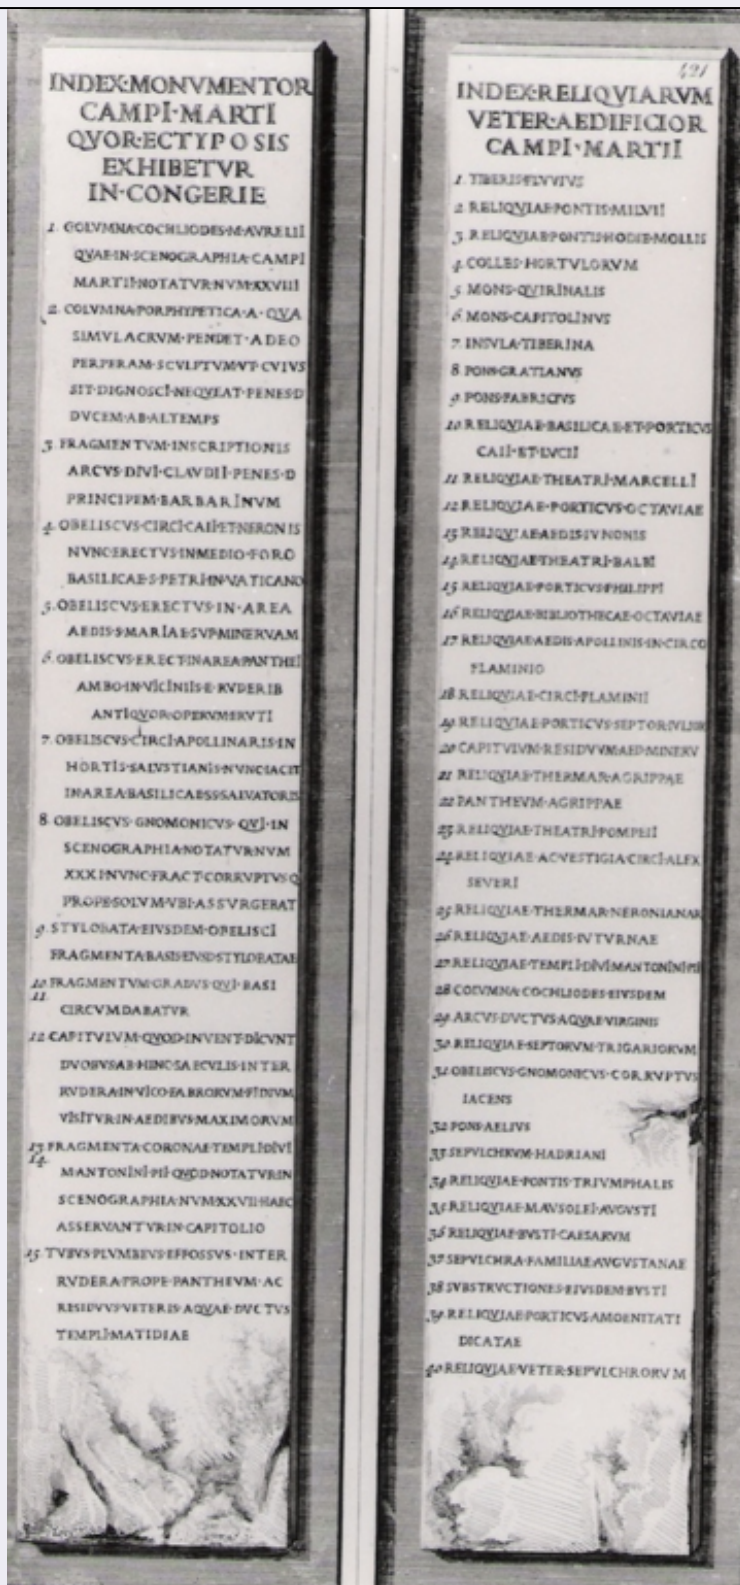 INDEX·MONVMENTOR
CAMPI·MARTI
QVOR·ECTYPOSIS
EXHIBETVR
IN·CONGERIE
1. COLVMNA·COCHLIODES·M·AVRELII
QVAE·IN·SCENOGRAPHIA·CAMPI
MARTII·NOTATVR·NVM·XXVIII
2. COLVMNA·PORPHYPETICA·A·QVA
SIMVLACRVM·PENDET·ADEO
PERPERAM·SCVLPTVM·VT·CVIVS
SIT·DIGNOSCI·NEQVEAT·PENES·D
DVCEM·AB·ALTEMPS
3. FRAGMENTVM·INSCRIPTIONIS
ARCVS·DIVI·CLAVDII·PENES·D
PRINCIPEM·BARBARINVM
4. OBELISCVS·CIRCI·CAII·ET·NERONIS
NVNC·ERECTVS·IN·MEDIO·FORO
BASILICAE·S·PETRI·IN·VATICANO
5. OBELISCVS·ERECTVS·IN·AREA
AEDIS·S·MARIAE·SVP·MINERVAM
6. OBELISCVS·ERECT·IN·AREA·PANTHEI
AMBO·IN·VICINIIS·E·RVDERIB
ANTIQVOR·OPERVM·ERVTI
7. OBELISCVS·CIRCI·APOLLINARIS·IN
HORTIS·SALVSTIANIS·NVNC·IACIT
IN·AREA·BASILICAE·SS·SALVATORIS
8. OBELISCVS·GNOMONICVS·QVI·IN
SCENOGRAPHIA·NOTATVR·NVM
XXXI·NVNC·FRACT·CORRVPTVSQ
PROPE·SOLVM·VBI·ASSVRGEBAT
9. STYLOBATA·EIVSDEM·OBELISCI
FRAGMENTA·BASIS·EIVSD·STYLOBATAE
10. FRAGMENTVM·GRADVS·QVI·BASI
11. CIRCVMDABATVR
12. CAPITVLVM·QVOD·INVENT·DICVNT
DVOBVS·AB·HINC·SAECVLIS·INTER
RVDERA·IN·VICO·FABRORVM·FIDIVM
VISITVR·IN·AEDIBVS·MAXIMORVM
13. FRAGMENTA·CORONAE·TEMPLI·DIVI
14. M·ANTONINI·PII·QVOD·NOTATVR·IN
SCENOGRAPHIA·NVM·XXVII·HAEC
ASSERVANTVR·IN·CAPITOLIO
15. TVBVS·PLVMBEVS·EFFOSSVS·INTER
RVDERA·PROPE·PANTHEVM·AC
RESIDVVS·VETERIS·AQVAE·DVCTVS
TEMPLI·MATIDIAE
421
INDEX·RELIQVIARVM
VETER·AEDIFICIOR
CAMPI·MARTII
1. TIBERIS·FLVVIVS
2. RELIQVIAE·PONTIS·MILVII
3. RELIQVIAE·PONTIS·HODIE·MOLLIS
4. COLLES·HORTVLORVM
5 MONS·QVIRINALIS
6 MONS·CAPITOLINVS
7. INSVLA·TIBERINA
8 PONS·GRATIANVS
9 PONS·FABRICIVS
10 RELIQVIAE·BASILICAE·ET·PORTICVS
CAII·ET·LVCII
11 RELIQVIAE·THEATRI·MARCELLI
12 RELIQVIAE·PORTICVS·OCTAVIAE
13 RELIQVIAE·AEDIS·IVNONIS
14 RELIQVIAE·THEATRI·BALBI
15 RELIQVIAE·PORTICVS·PHILIPPI
16 RELIQVIAE·BIBLIOTHECAE·OCTAVIAE
17 RELIQVIAE·AEDIS·APOLLINIS·IN·CIRCO
FLAMINIO
18 RELIQVIAE·CIRCI·FLAMINII
19 RELIQVIAE·PORTICVS·SEPTOR·IVLIOR
20 CAPITVLVM·RESIDVVM·AED·MINERV
21 RELIQVIAE·THERMAR·AGRIPPAE
22 PANTHEVM·AGRIPPAE
23 RELIQVIAE·THEATRI·POMPEII
24 RELIQVIAE·AC·VESTIGIA·CIRCI·ALEX
SEVERI
25 RELIQVIAE·THERMAR·NERONIANAR
26 RELIQVIAE·AEDIS·IVTVRNAE
27 RELIQVIAE·TEMPLI·DIVI·M·ANTONINI·PII
28 COLVMNA·COCHLIODES·EIVSDEM
29 ARCVS·DVCTVS·AQVAE·VIRGINIS
30 RELIQVIAE·SEPTORVM·TRIGARIORVM
31 OBELISCVS·GNOMONICVS·CORRVPTVS
IACENS
32 PONS·AELIVS
33 SEPVLCHRVM·HADRIANI
34 RELIQVIAE·PONTIS·TRIVMPHALIS
35 RELIQVIAE·MAVSOLEI·AVGVSTI
36 RELIQVIAE·BVSTI·CAESARVM
37 SEPVLCHRA·FAMILIAE·AVGVSTANAE
38 SVBSTRVCTIONES·EIVSDEM·BVSTI
39 RELIQVIAE·PORTICVS·AMOENITATI
DICATAE
40 RELIQVIAE·VETER·SEPVLCHRORVM